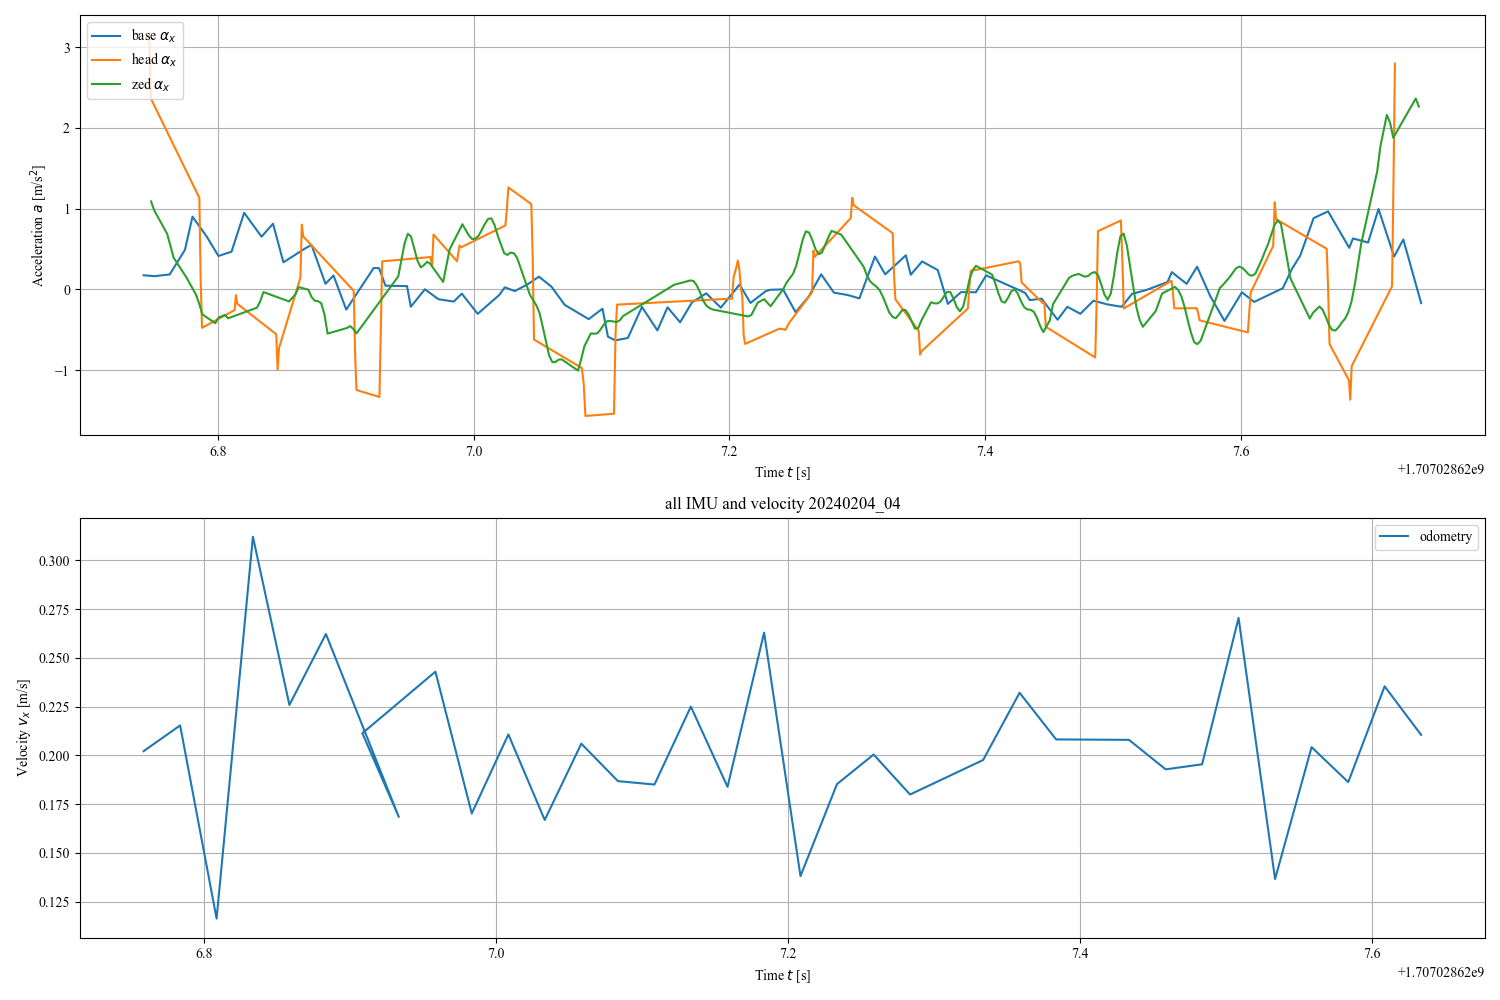 base αx
head αx
zed αx
3
2
1
0
−1
Acceleration a [m/s2]
6.8 7.0 7.2 7.4 7.6
+1.70702862e9
Time t [s]
all IMU and velocity 20240204_04
odometry
0.300
0.275
0.250
0.225
0.200
0.175
0.150
0.125
Velocity vx [m/s]
6.8 7.0 7.2 7.4 7.6
+1.70702862e9
Time t [s]